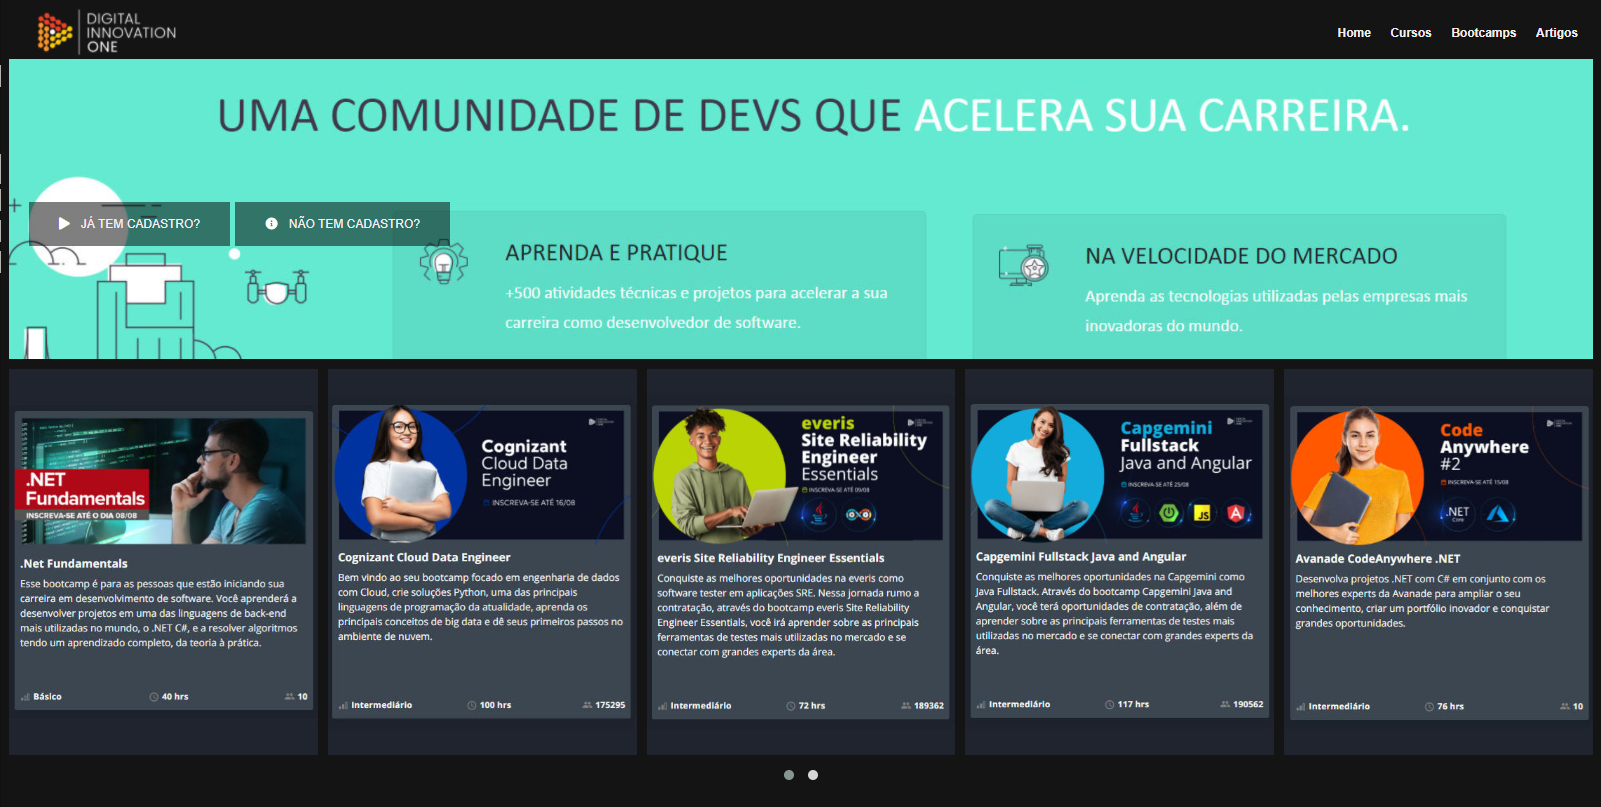 DIGITAL
INNOVATION
ONE
Home
Cursos
Bootcamps
Artigos
UMA COMUNIDADE DE DEVS QUE ACELERA SUA CARREIRA.
JÁ TEM CADASTRO?
NÃO TEM CADASTRO?
APRENDA E PRATIQUE
+500 atividades técnicas e projetos para acelerar a sua
carreira como desenvolvedor de software.
NA VELOCIDADE DO MERCADO
Aprenda as tecnologias utilizadas pelas empresas mais
inovadoras do mundo.
.NET
Fundamentals
INSCREVA-SE ATÉ O DIA 08/08
.Net Fundamentals
Esse bootcamp é para as pessoas que estão iniciando sua
carreira em desenvolvimento de software. Você aprenderá a
desenvolver projetos em uma das linguagens de back-end
mais utilizadas no mundo, o .NET C#, e a resolver algoritmos
tendo um aprendizado completo, da teoria à prática.
Básico
40 hrs
10
Cognizant
Cloud Data
Engineer
INSCREVA-SE ATÉ 16/08
Cognizant Cloud Data Engineer
Bem vindo ao seu bootcamp focado em engenharia de dados
com Cloud, crie soluções Python, uma das principais
linguagens de programação da atualidade, aprenda os
principais conceitos de big data e dê seus primeiros passos no
ambiente de nuvem.
Intermediário
100 hrs
175295
everis
Site Reliability
Engineer
Essentials
INSCREVA-SE ATÉ 09/08
everis Site Reliability Engineer Essentials
Conquiste as melhores oportunidades na everis como
software tester em aplicações SRE. Nessa jornada rumo a
contratação, através do bootcamp everis Site Reliability
Engineer Essentials, você irá aprender sobre as principais
ferramentas de testes mais utilizadas no mercado e se
conectar com grandes experts da área.
Intermediário
72 hrs
189362
Capgemini
Fullstack
Java and Angular
INSCREVA-SE ATÉ 25/08
JS
Capgemini Fullstack Java and Angular
Conquiste as melhores oportunidades na Capgemini como
Java Fullstack. Através do bootcamp Capgemini Java and
Angular, você terá oportunidades de contratação, além de
aprender sobre as principais ferramentas de testes mais
utilizadas no mercado e se conectar com grandes experts da
área.
Intermediário
117 hrs
190562
Code
Anywhere
#2
INSCREVA-SE ATÉ 15/08
.NET
Core
Avanade CodeAnywhere .NET
Desenvolva projetos .NET com C# em conjunto com os
melhores experts da Avanade para ampliar o seu
conhecimento, criar um portfólio inovador e conquistar
grandes oportunidades.
Intermediário
76 hrs
10